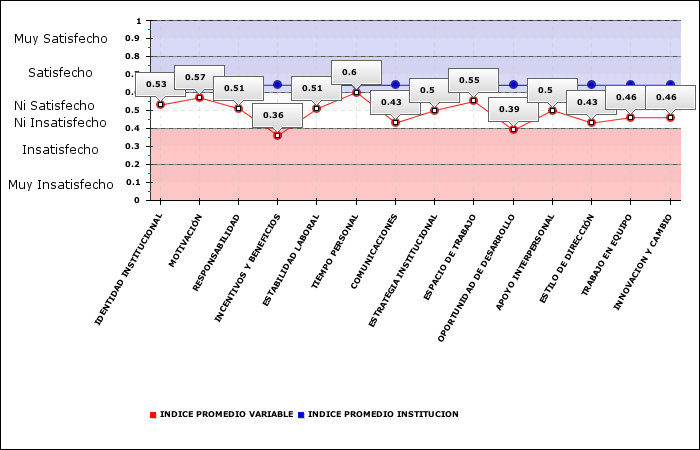 Muy Satisfecho
Satisfecho
Ni Satisfecho
Ni Insatisfecho
Insatisfecho
Muy Insatisfecho
1
0.9
0.8
0.6
0.5
0.4
0.3
0.2
0.1
0
0.53
0.57
0.51
0.36
0.51
0.6
0.43
0.5
0.55
0.39
0.5
0.43
0.46
0.46
IDENTIDAD INSTITUCIONAL
MOTIVACIÓN
RESPONSABILIDAD
INCENTIVOS Y BENEFICIOS
ESTABILIDAD LABORAL
TIEMPO PERSONAL
COMUNICACIONES
ESTRATEGIA INSTITUCIONAL
ESPACIO DE TRABAJO
OPORTUNIDAD DE DESARROLLO
APOYO INTERPERSONAL
ESTILO DE DIRECCIÓN
TRABAJO EN EQUIPO
INNOVACION Y CAMBIO
INDICE PROMEDIO VARIABLE
INDICE PROMEDIO INSTITUCION